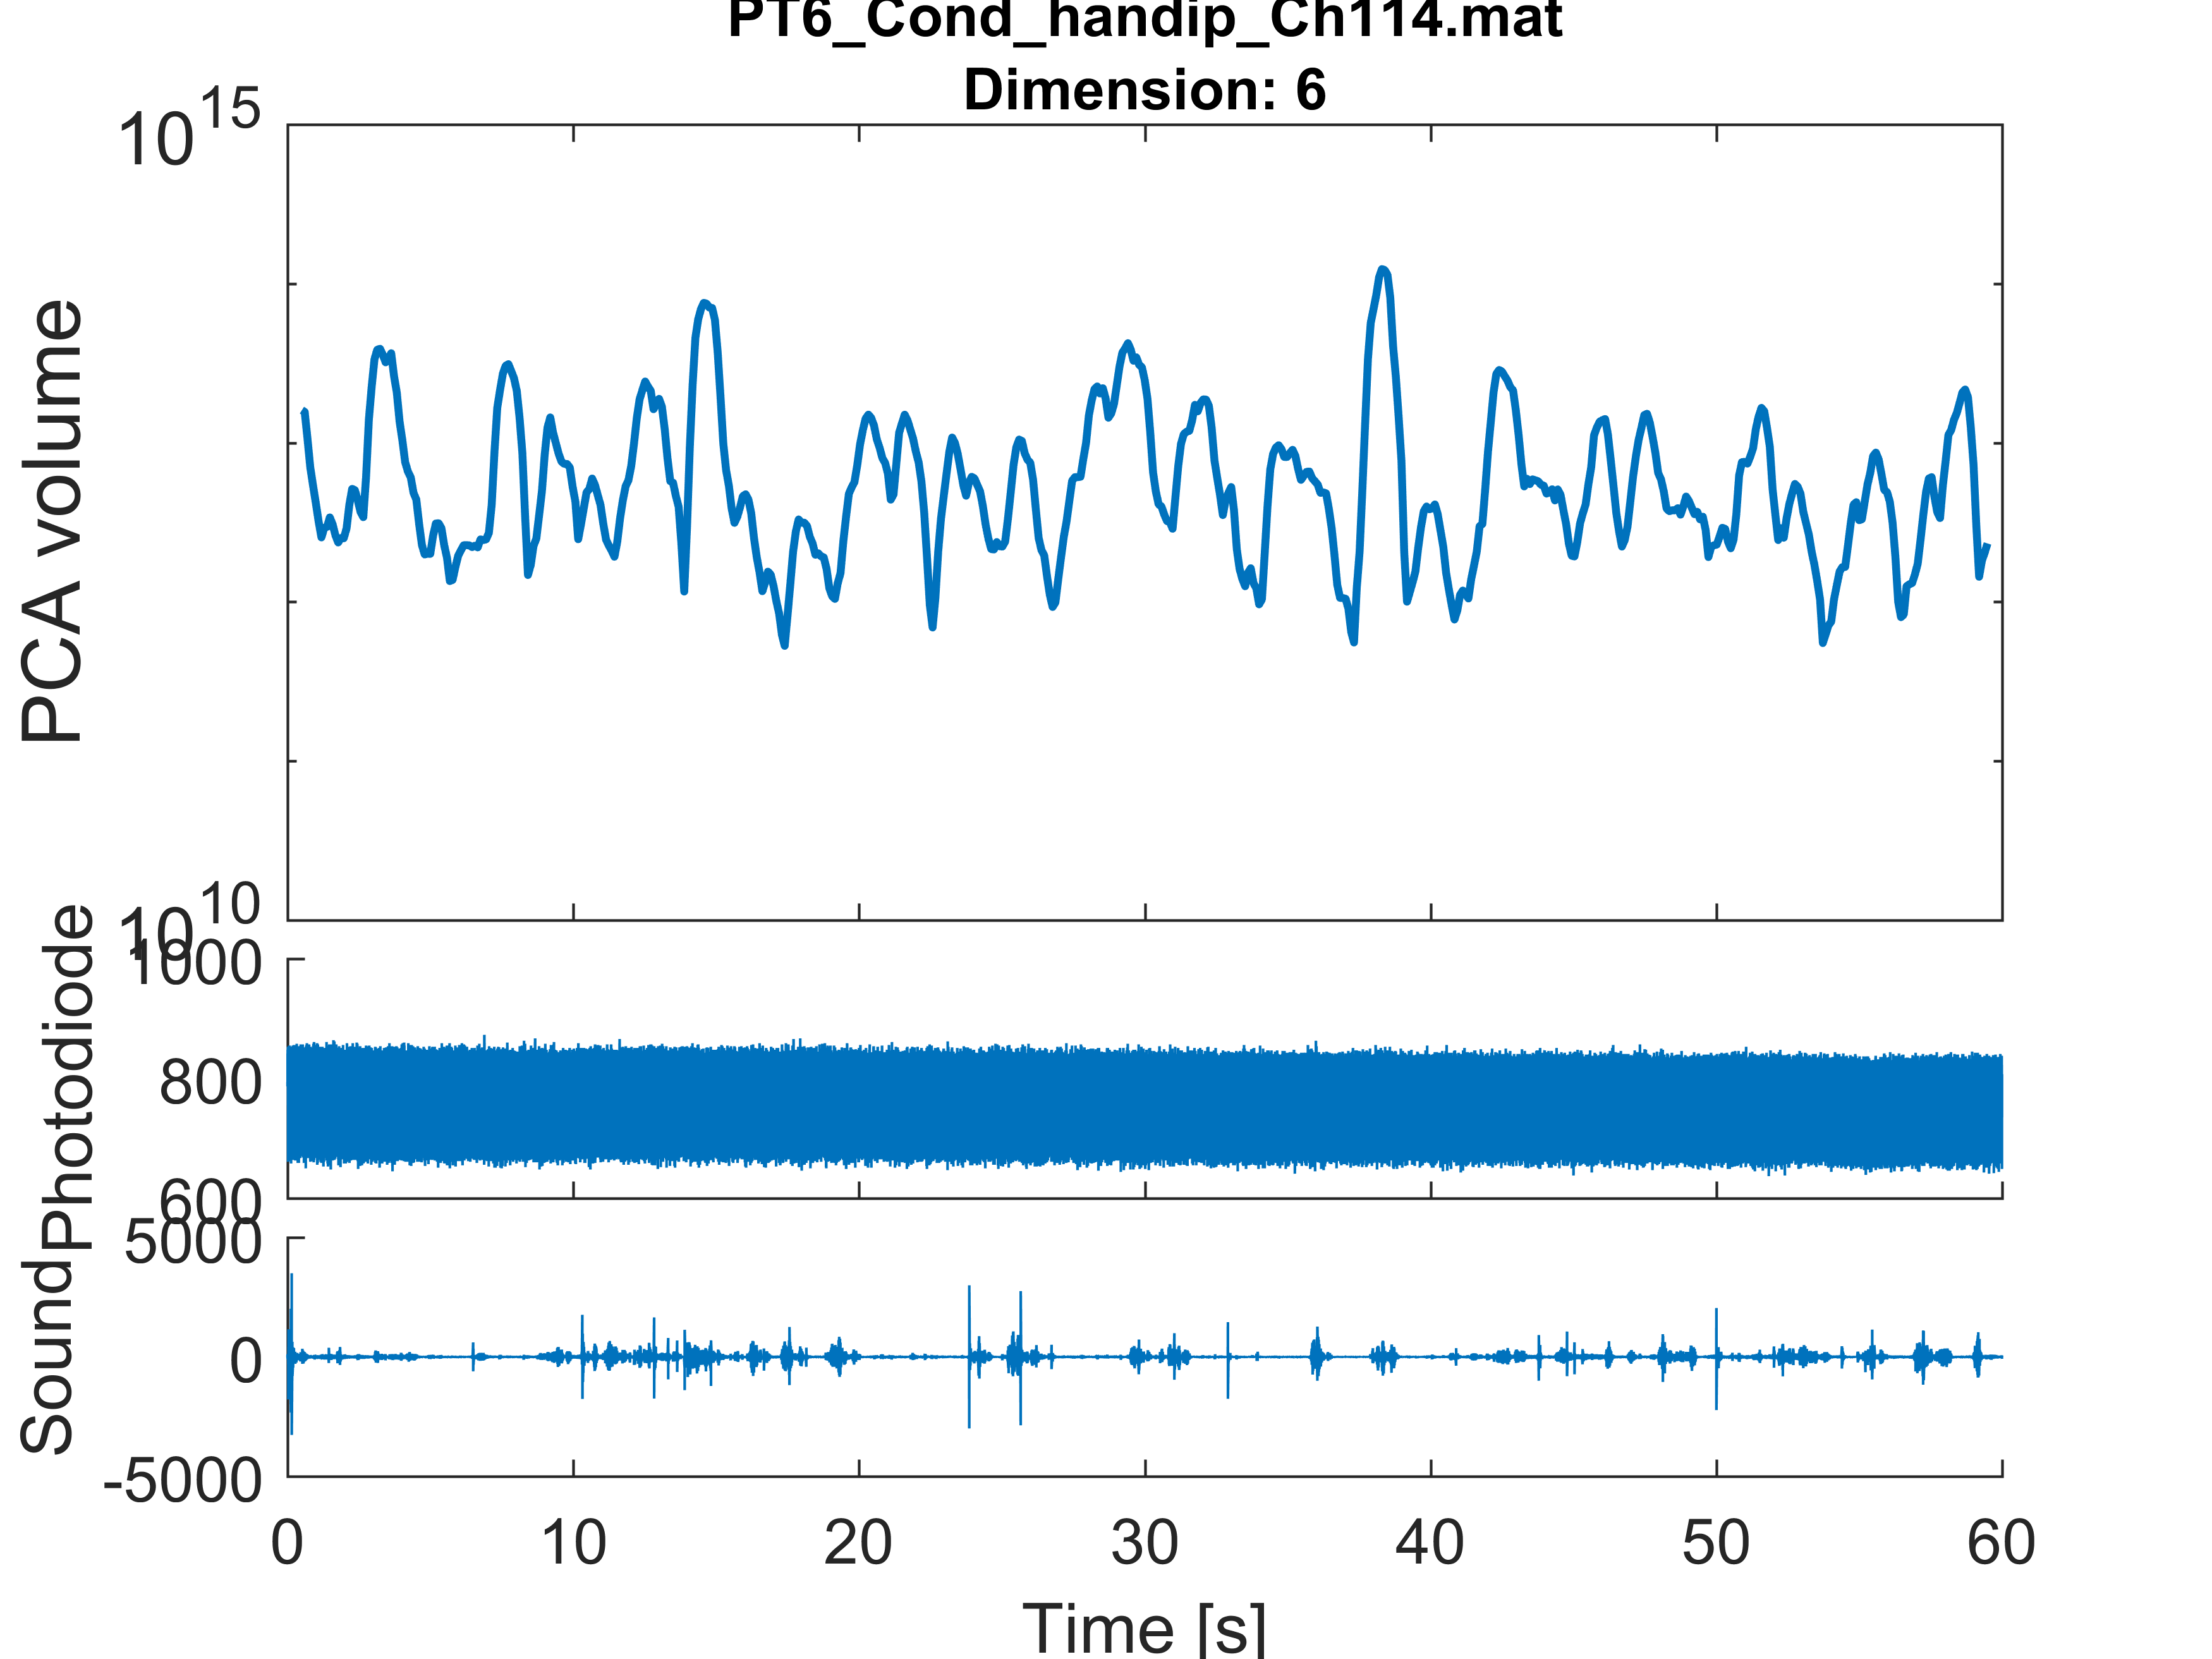 PT6_Cond_handip_Ch114.mat
Dimension: 6
10^15
PCA volume
10^10
1000
Photodiode
800
600
5000
Sound
0
-5000
0 10 20 30 40 50 60
Time [s]